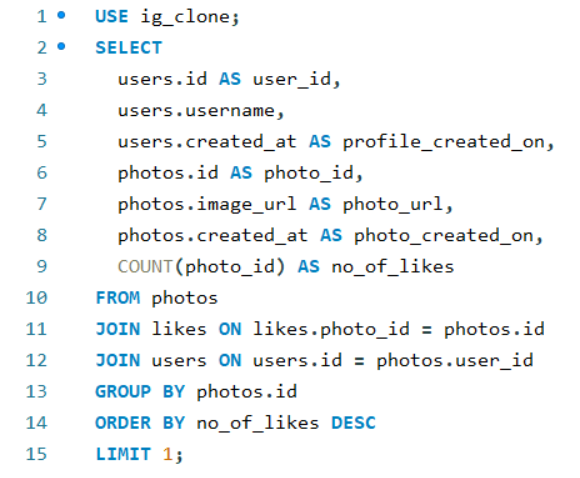 1 USE ig_clone;
2 SELECT
3 users.id AS user_id,
4 users.username,
5 users.created_at AS profile_created_on,
6 photos.id AS photo_id,
7 photos.image_url AS photo_url,
8 photos.created_at AS photo_created_on,
9 COUNT(photo_id) AS no_of_likes
10 FROM photos
11 JOIN likes ON likes.photo_id = photos.id
12 JOIN users ON users.id = photos.user_id
13 GROUP BY photos.id
14 ORDER BY no_of_likes DESC
15 LIMIT 1;